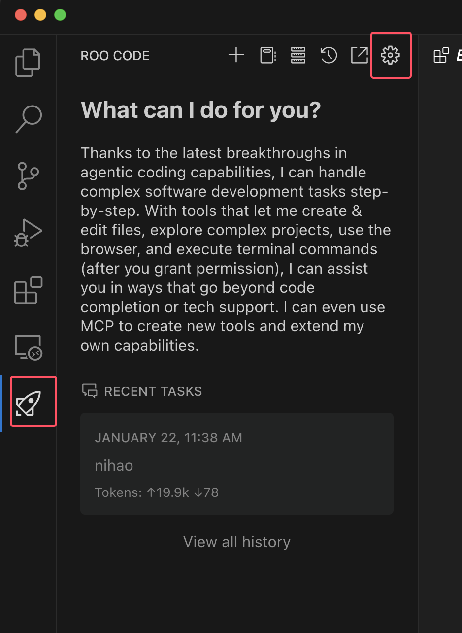 ROO CODE
E
What can I do for you?
Thanks to the latest breakthroughs in
agentic coding capabilities, I can handle
complex software development tasks step-
by-step. With tools that let me create &
edit files, explore complex projects, use the
browser, and execute terminal commands
(after you grant permission), I can assist
you in ways that go beyond code
completion or tech support. I can even use
MCP to create new tools and extend my
own capabilities.
RECENT TASKS
JANUARY 22, 11:38 AM
nihao
Tokens: ↑19.9k ↓78
View all history